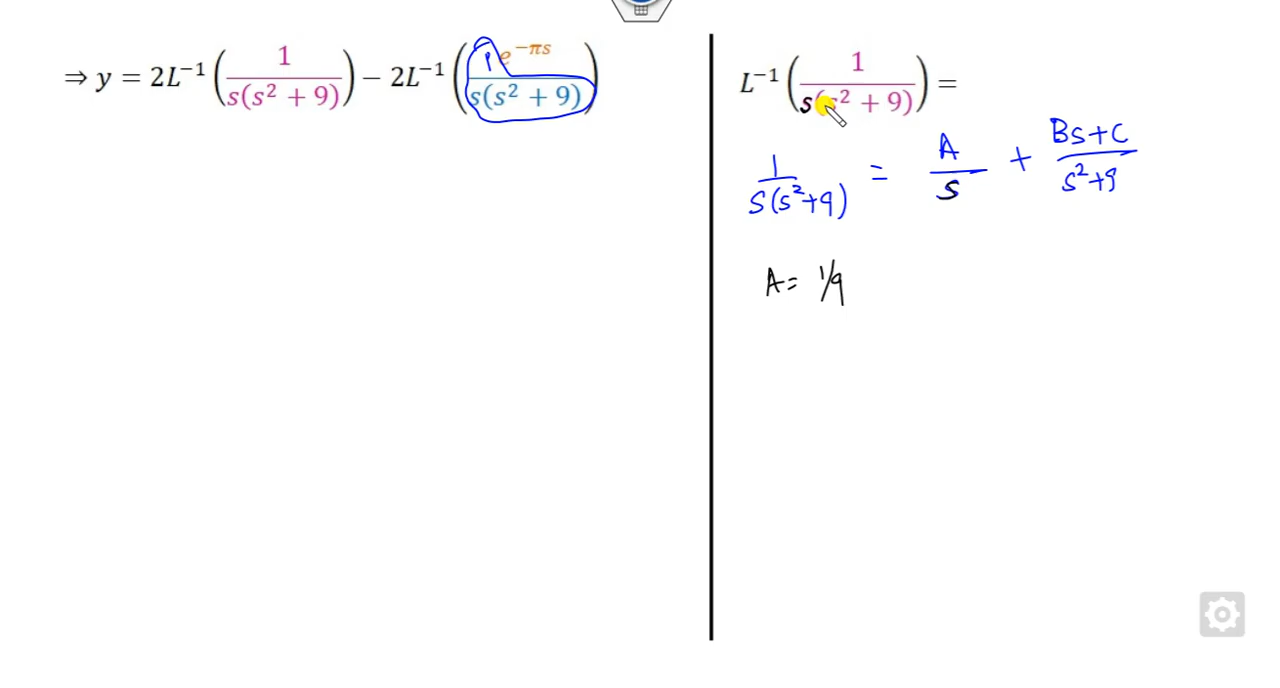 ⇒ y = 2L⁻¹(1/(s(s² + 9))) − 2L⁻¹(1 e^(−πs)/(s(s² + 9)))
L⁻¹(1/(s(s² + 9))) =
1/(s(s²+9)) = A/s + (Bs+C)/(s²+9)
A = 1/9